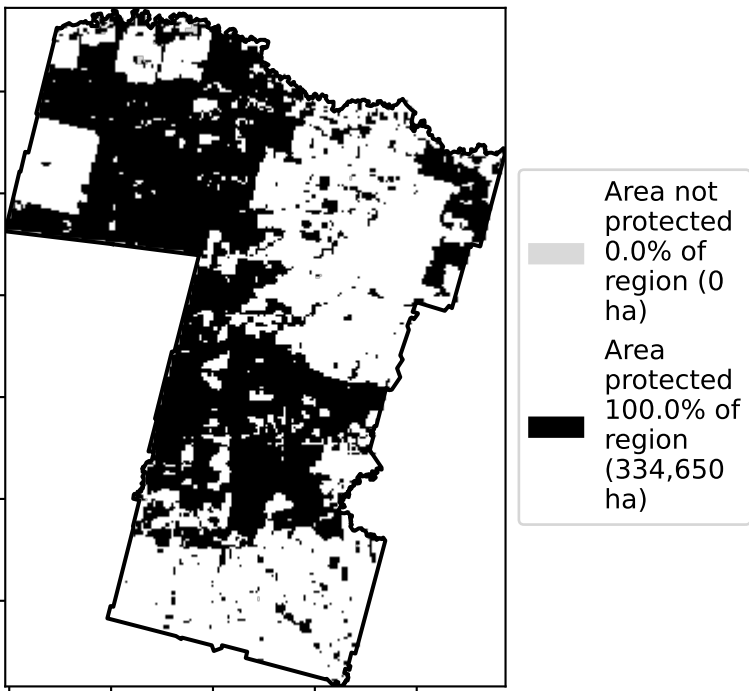 Area not
protected
0.0% of
region (0
ha)
Area
protected
100.0% of
region
(334,650
ha)